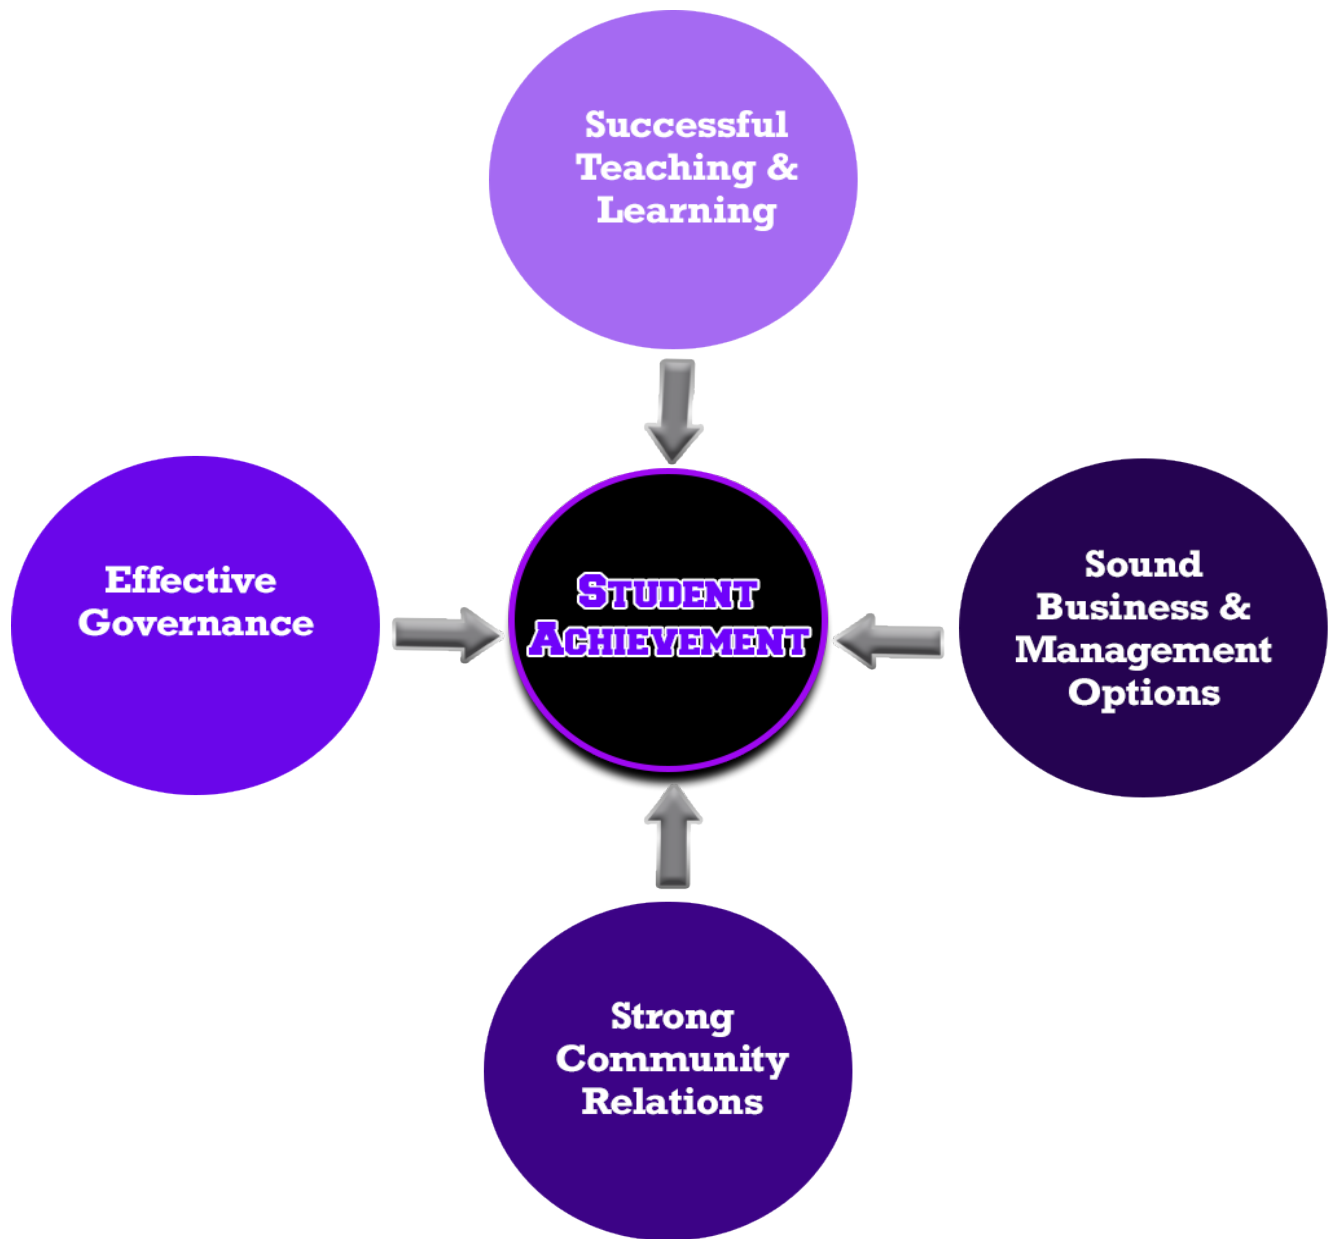 Successful
Teaching &
Learning
Effective
Governance
STUDENT
ACHIEVEMENT
Sound
Business &
Management
Options
Strong
Community
Relations